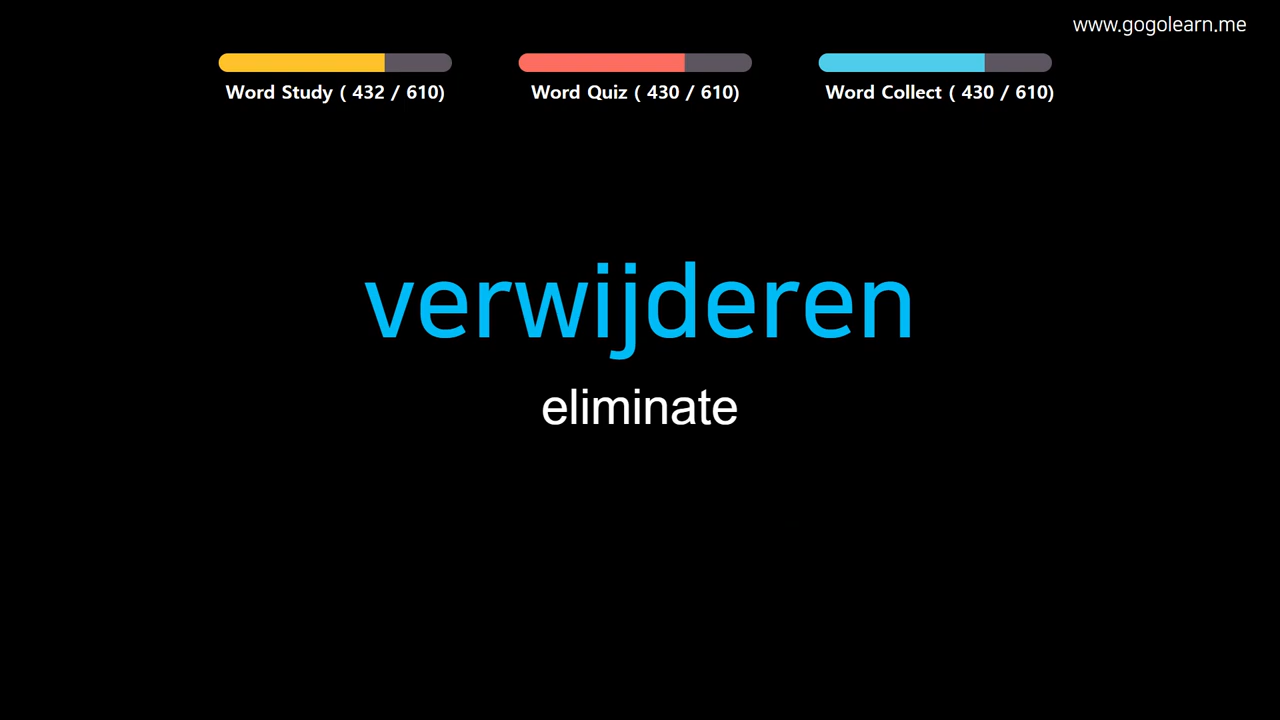 www.gogolearn.me
Word Study ( 432 / 610)
Word Quiz ( 430 / 610)
Word Collect ( 430 / 610)
verwijderen
eliminate